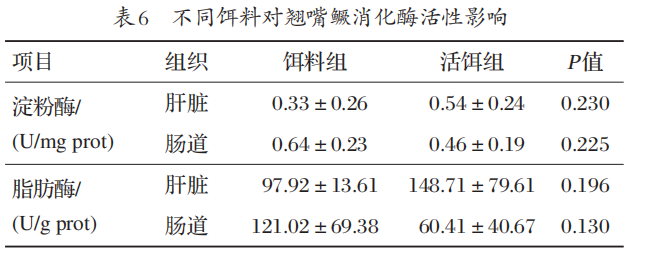 表6 不同饵料对翘嘴鳜消化酶活性影响
项目 组织 饵料组 活饵组 P值
淀粉酶/ 肝脏 0.33±0.26 0.54±0.24 0.230
(U/mg prot) 肠道 0.64±0.23 0.46±0.19 0.225
脂肪酶/ 肝脏 97.92±13.61 148.71±79.61 0.196
(U/g prot) 肠道 121.02±69.38 60.41±40.67 0.130